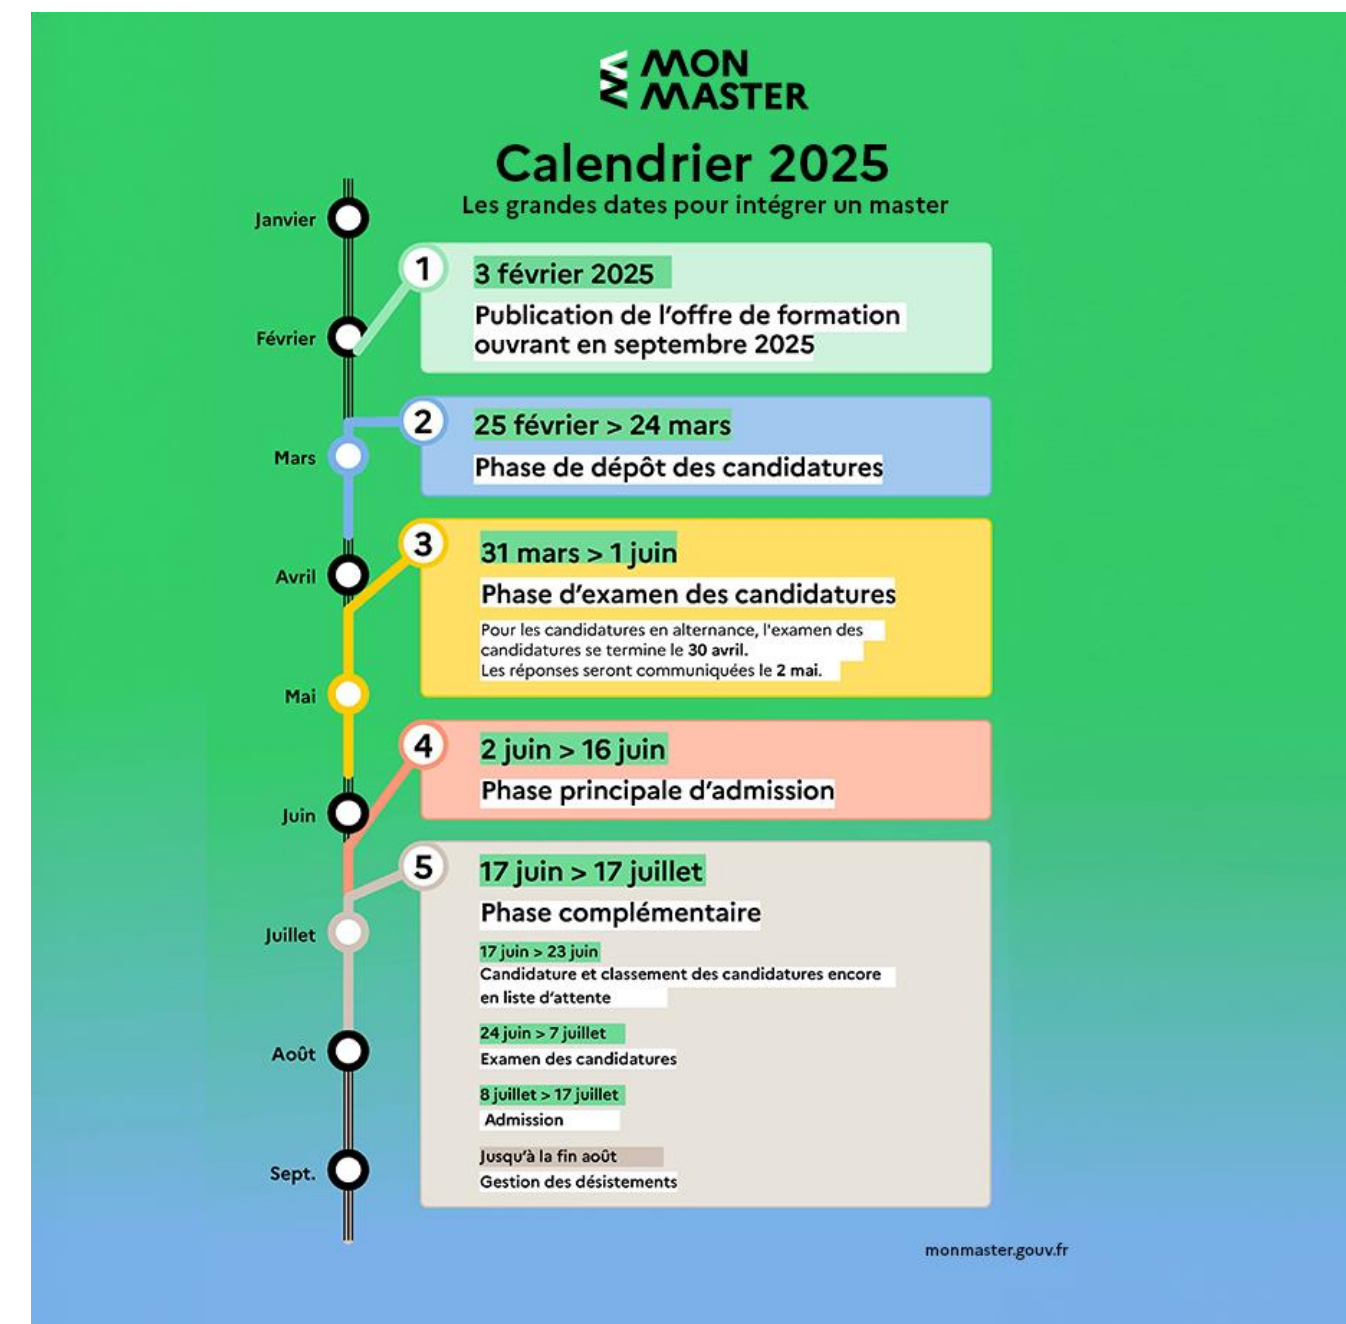 MON
MASTER
Calendrier 2025
Les grandes dates pour intégrer un master
Janvier
1
3 février 2025
Publication de l'offre de formation
ouvrant en septembre 2025
Février
2
25 février > 24 mars
Phase de dépôt des candidatures
Mars
3
31 mars > 1 juin
Phase d'examen des candidatures
Pour les candidatures en alternance, l'examen des
candidatures se termine le 30 avril.
Les réponses seront communiquées le 2 mai.
Avril
Mai
4
2 juin > 16 juin
Phase principale d'admission
Juin
5
17 juin > 17 juillet
Phase complémentaire
17 juin > 23 juin
Candidature et classement des candidatures encore
en liste d'attente
24 juin > 7 juillet
Examen des candidatures
8 juillet > 17 juillet
Admission
Jusqu'à la fin août
Gestion des désistements
Juillet
Août
Sept.
monmaster.gouv.fr